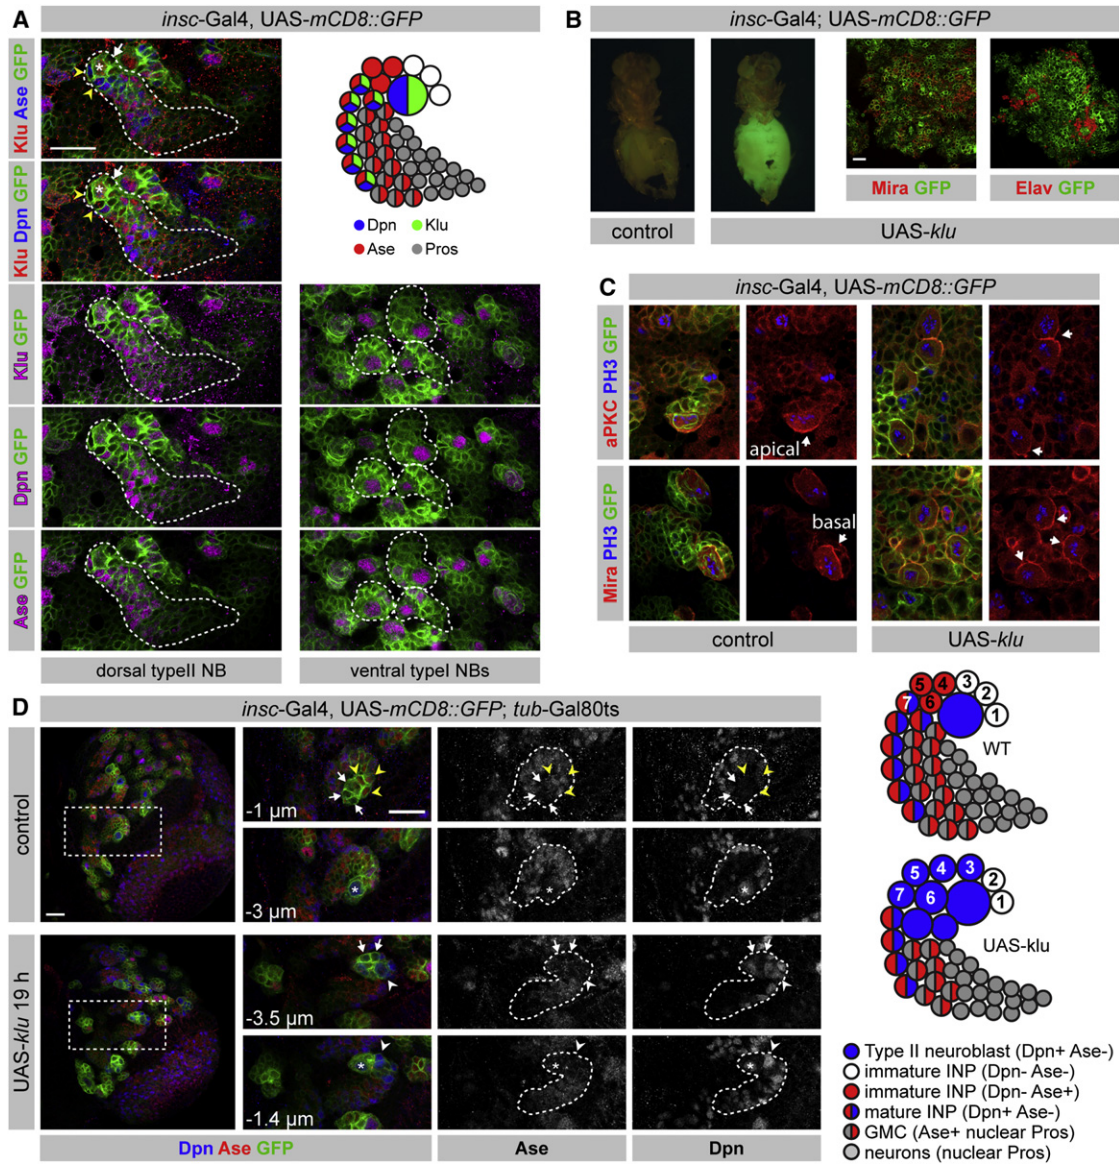 A
insc-Gal4, UAS-mCD8::GFP
Klu Ase GFP
Klu Dpn GFP
Klu GFP
Dpn GFP
Ase GFP
*
*
Dpn
Klu
Ase
Pros
dorsal typeII NB
ventral typeI NBs
B
insc-Gal4; UAS-mCD8::GFP
Mira GFP
Elav GFP
control
UAS-klu
C
insc-Gal4, UAS-mCD8::GFP
aPKC PH3 GFP
apical
Mira PH3 GFP
basal
control
UAS-klu
D
insc-Gal4, UAS-mCD8::GFP; tub-Gal80ts
control
-1 µm
-3 µm
*
*
*
UAS-klu 19 h
-3.5 µm
-1.4 µm
*
*
*
Dpn Ase GFP
Ase
Dpn
5 4 3
7 6 2
1
WT
5 4 3
2
7 6 1
UAS-klu
Type II neuroblast (Dpn+ Ase-)
immature INP (Dpn- Ase-)
immature INP (Dpn- Ase+)
mature INP (Dpn+ Ase-)
GMC (Ase+ nuclear Pros)
neurons (nuclear Pros)